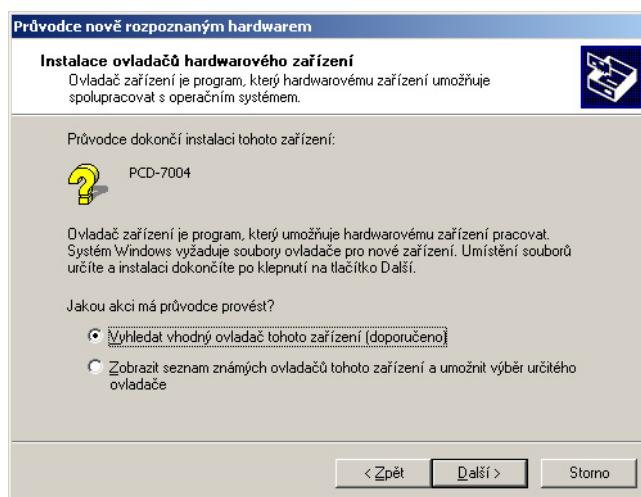 Průvodce nově rozpoznaným hardwarem
Instalace ovladačů hardwarového zařízení
Ovladač zařízení je program, který hardwarovému zařízení umožňuje
spolupracovat s operačním systémem.
Průvodce dokončí instalaci tohoto zařízení:
PCD-7004
Ovladač zařízení je program, který umožňuje hardwarovému zařízení pracovat.
Systém Windows vyžaduje soubory ovladače pro nové zařízení. Umístění souborů
určíte a instalaci dokončíte po klepnutí na tlačítko Další.
Jakou akci má průvodce provést?
Vyhledat vhodný ovladač tohoto zařízení (doporučeno)
Zobrazit seznam známých ovladačů tohoto zařízení a umožnit výběr určitého
ovladače
< Zpět Další > Storno